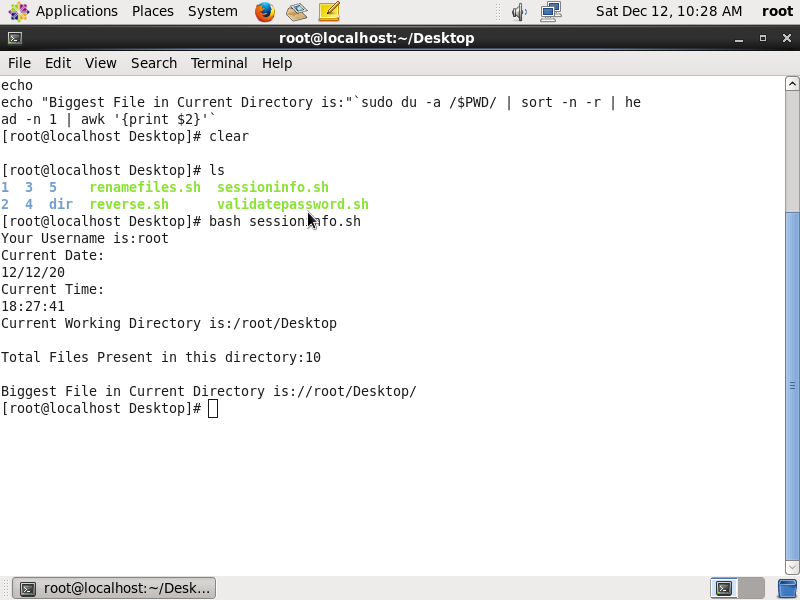 Applications Places System Sat Dec 12, 10:28 AM root
root@localhost:~/Desktop
File Edit View Search Terminal Help
echo
echo "Biggest File in Current Directory is:"`sudo du -a /$PWD/ | sort -n -r | he
ad -n 1 | awk '{print $2}'`
[root@localhost Desktop]# clear
[root@localhost Desktop]# ls
1 3 5 renamefiles.sh sessioninfo.sh
2 4 dir reverse.sh validatepassword.sh
[root@localhost Desktop]# bash sessioninfo.sh
Your Username is:root
Current Date:
12/12/20
Current Time:
18:27:41
Current Working Directory is:/root/Desktop
Total Files Present in this directory:10
Biggest File in Current Directory is://root/Desktop/
[root@localhost Desktop]#
root@localhost:~/Desk...